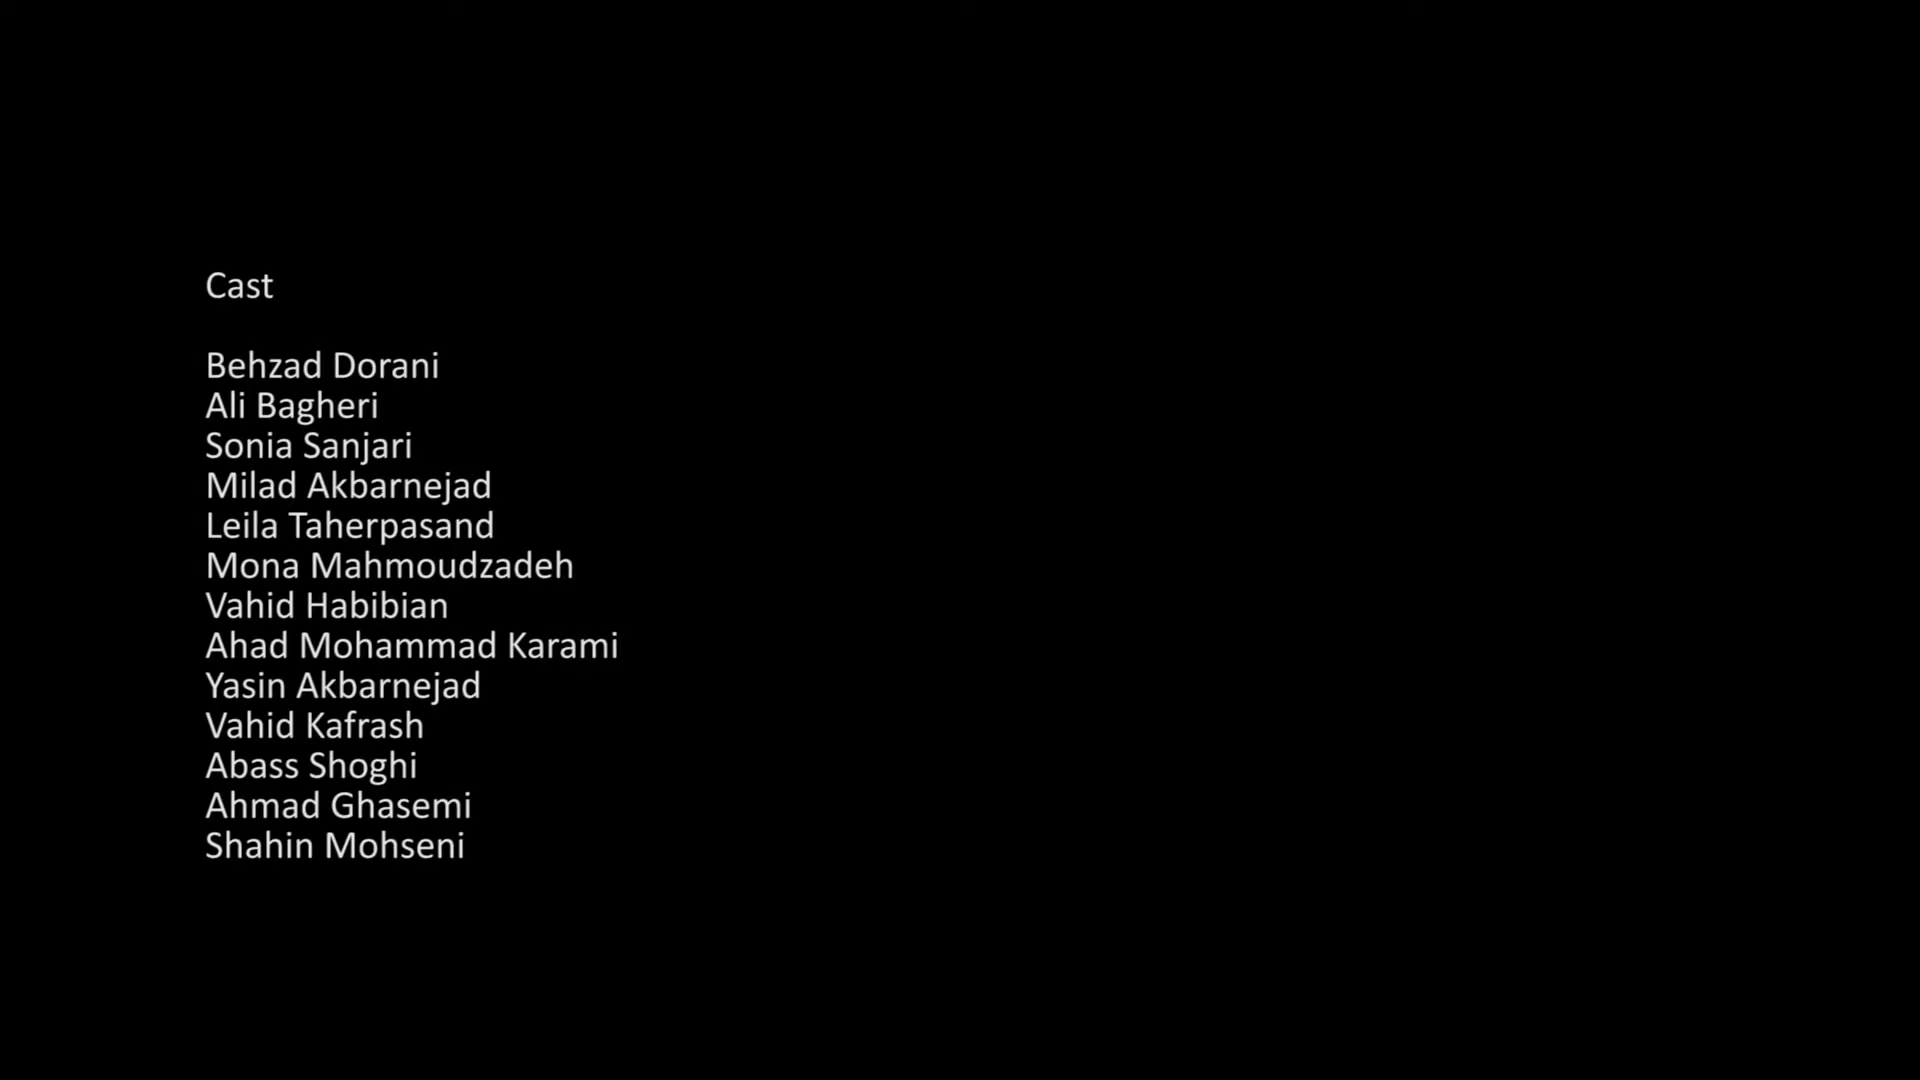 Cast
Behzad Dorani
Ali Bagheri
Sonia Sanjari
Milad Akbarnejad
Leila Taherpasand
Mona Mahmoudzadeh
Vahid Habibian
Ahad Mohammad Karami
Yasin Akbarnejad
Vahid Kafrash
Abass Shoghi
Ahmad Ghasemi
Shahin Mohseni